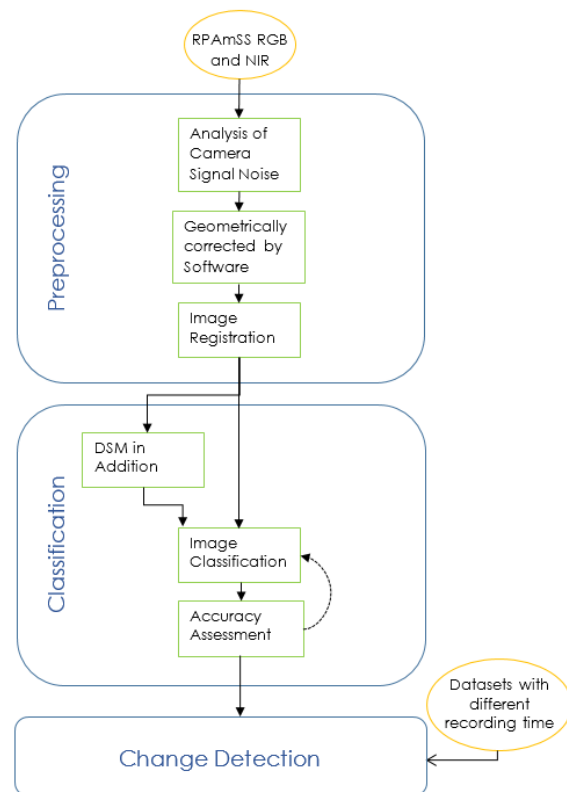 RPAmSS RGB
and NIR
Preprocessing
Analysis of
Camera
Signal Noise
Geometrically
corrected by
Software
Image
Registration
Classification
DSM in
Addition
Image
Classification
Accuracy
Assessment
Datasets with
different
recording time
Change Detection